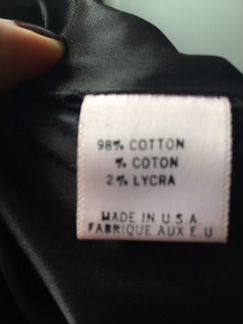 98% COTTON
% COTON
2% LYCRA
MADE IN U.S.A.
FABRIQUE AUX E.U